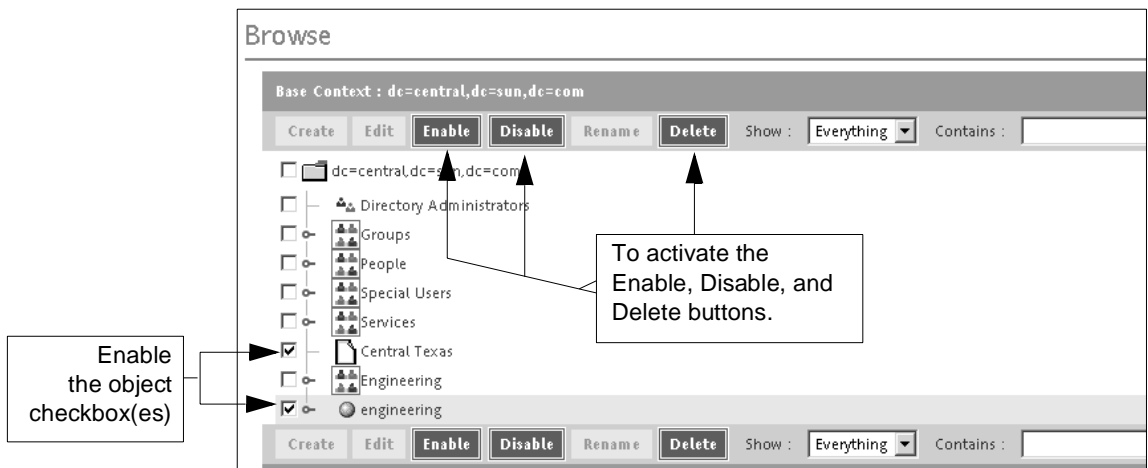 Browse
Base Context : dc=central,dc=sun,dc=com
Create Edit Enable Disable Rename Delete Show : Everything Contains :
dc=central,dc=sun,dc=com
Directory Administrators
Groups
People
Special Users
Services
Central Texas
Engineering
engineering
To activate the
Enable, Disable, and
Delete buttons.
Enable
the object
checkbox(es)
Create Edit Enable Disable Rename Delete Show : Everything Contains :